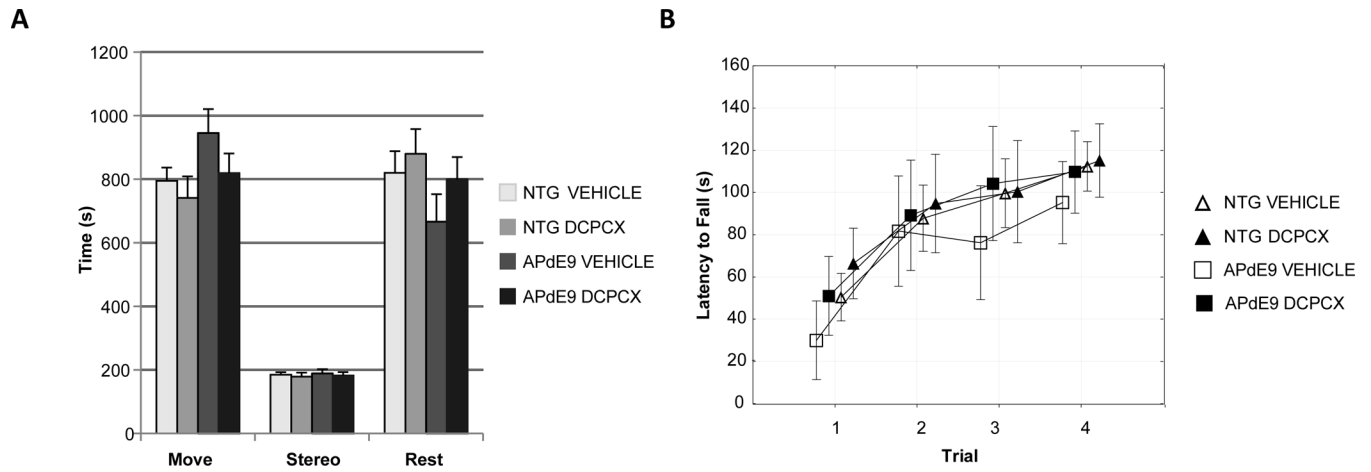 A
1200
1000
800
600
400
200
0
Time (s)
Move Stereo Rest
NTG VEHICLE
NTG DCPCX
APdE9 VEHICLE
APdE9 DCPCX
B
160
140
120
100
80
60
40
20
0
Latency to Fall (s)
1 2 3 4
Trial
NTG VEHICLE
NTG DCPCX
APdE9 VEHICLE
APdE9 DCPCX